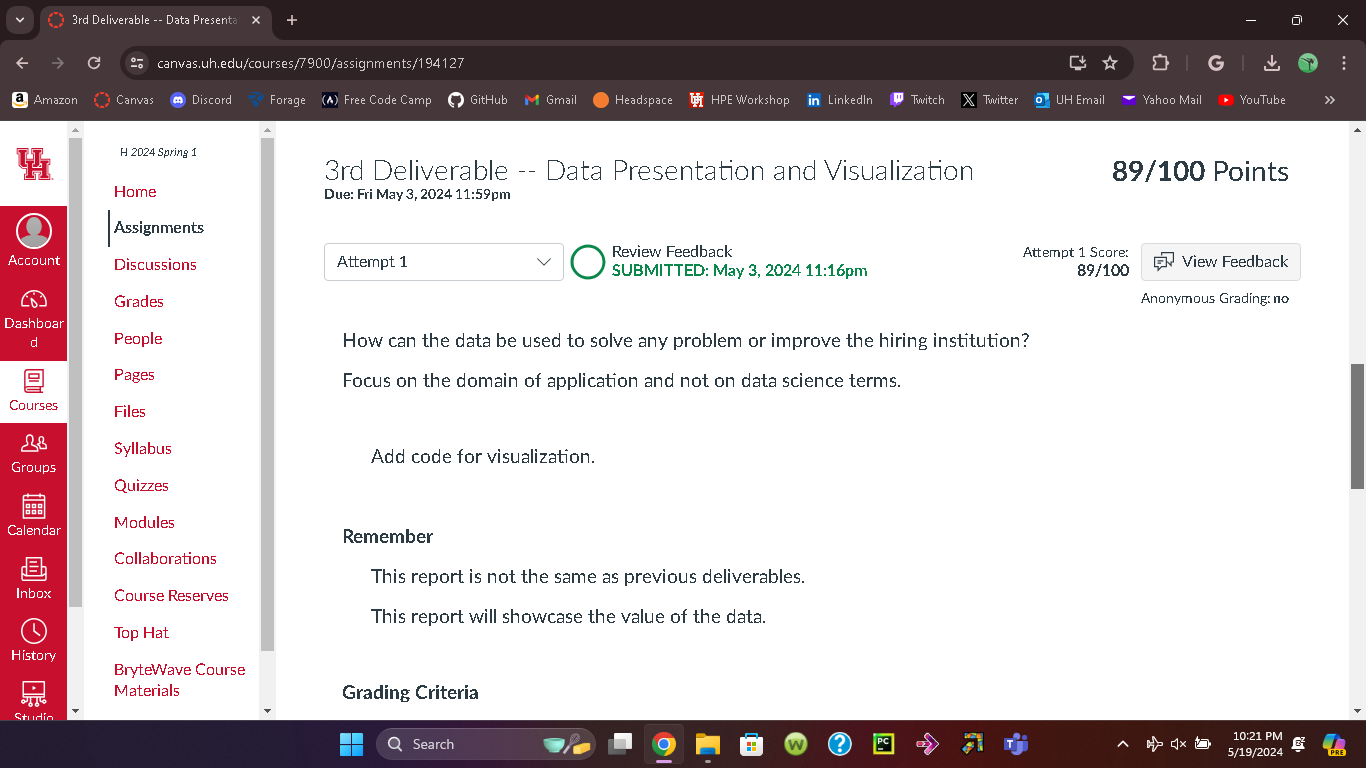 3rd Deliverable -- Data Presenta
canvas.uh.edu/courses/7900/assignments/194127
Amazon
Canvas
Discord
Forage
Free Code Camp
GitHub
Gmail
Headspace
HPE Workshop
LinkedIn
Twitch
Twitter
UH Email
Yahoo Mail
YouTube
Account
Dashboar
d
Courses
Groups
Calendar
Inbox
History
Studio
H 2024 Spring 1
Home
Assignments
Discussions
Grades
People
Pages
Files
Syllabus
Quizzes
Modules
Collaborations
Course Reserves
Top Hat
BryteWave Course
Materials
3rd Deliverable -- Data Presentation and Visualization
89/100 Points
Due: Fri May 3, 2024 11:59pm
Attempt 1
Review Feedback
SUBMITTED: May 3, 2024 11:16pm
Attempt 1 Score:
89/100
View Feedback
Anonymous Grading: no
How can the data be used to solve any problem or improve the hiring institution?
Focus on the domain of application and not on data science terms.
Add code for visualization.
Remember
This report is not the same as previous deliverables.
This report will showcase the value of the data.
Grading Criteria
Search
PC
PRE
10:21 PM
5/19/2024